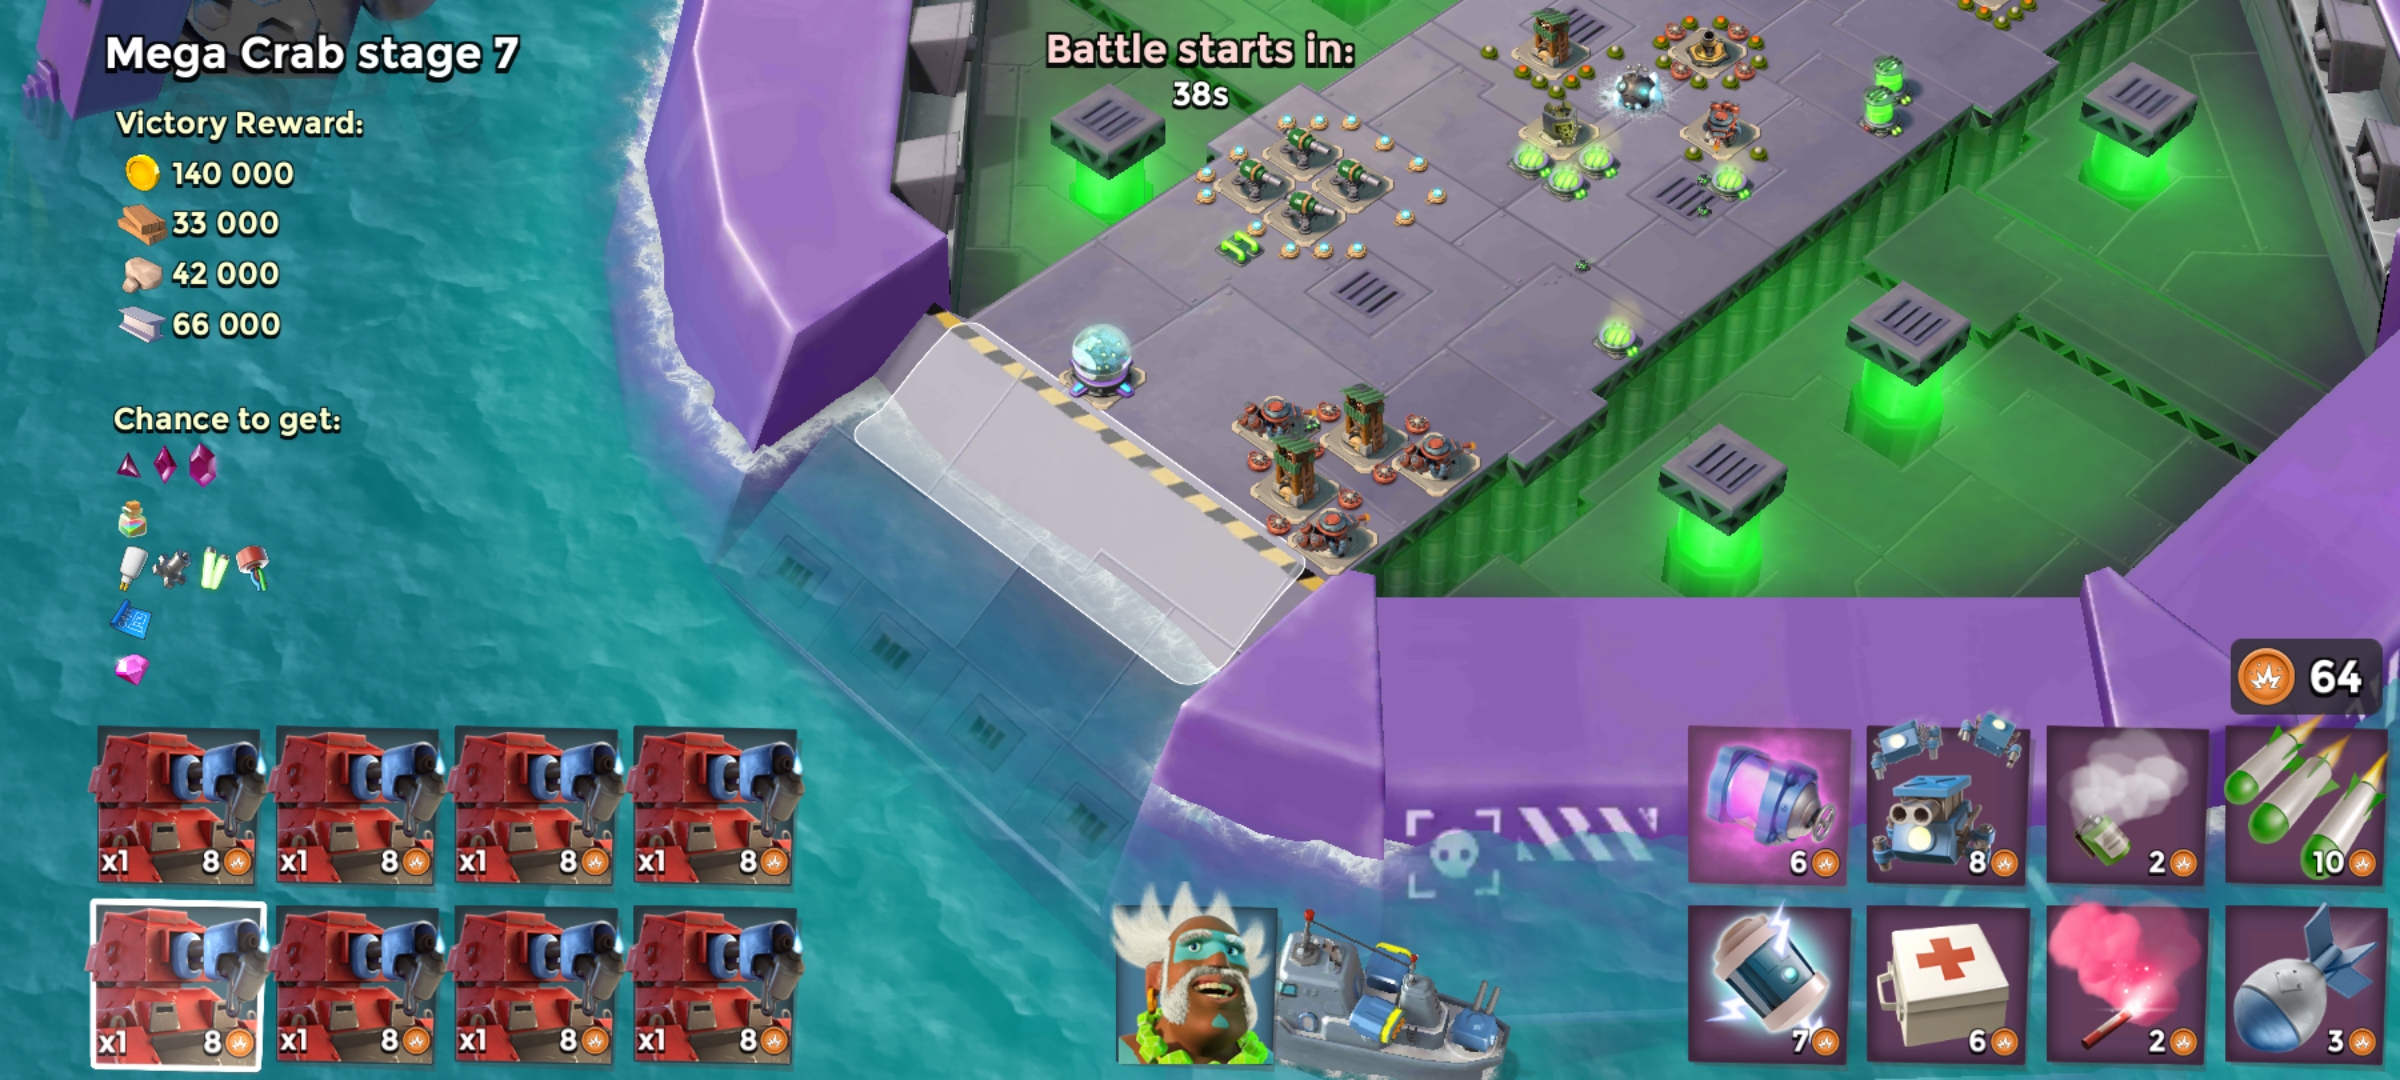 Mega Crab stage 7
Battle starts in:
38s
Victory Reward:
140 000
33 000
42 000
66 000
Chance to get:
64
x1 8
x1 8
x1 8
x1 8
6
8
2
10
x1 8
x1 8
x1 8
x1 8
7
6
2
3